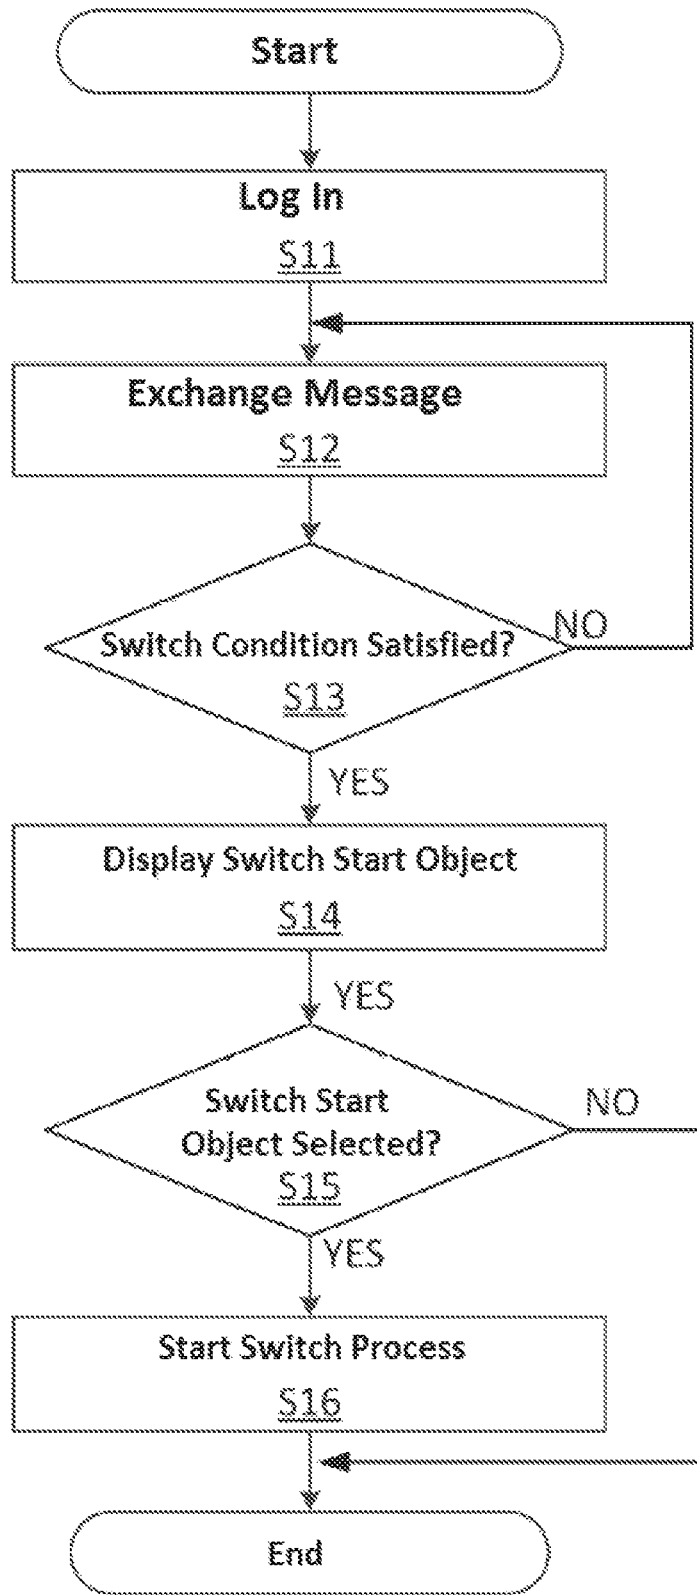 Start
Log In
S11
Exchange Message
S12
Switch Condition Satisfied?
NO
S13
YES
Display Switch Start Object
S14
YES
Switch Start
NO
Object Selected?
S15
YES
Start Switch Process
S16
End